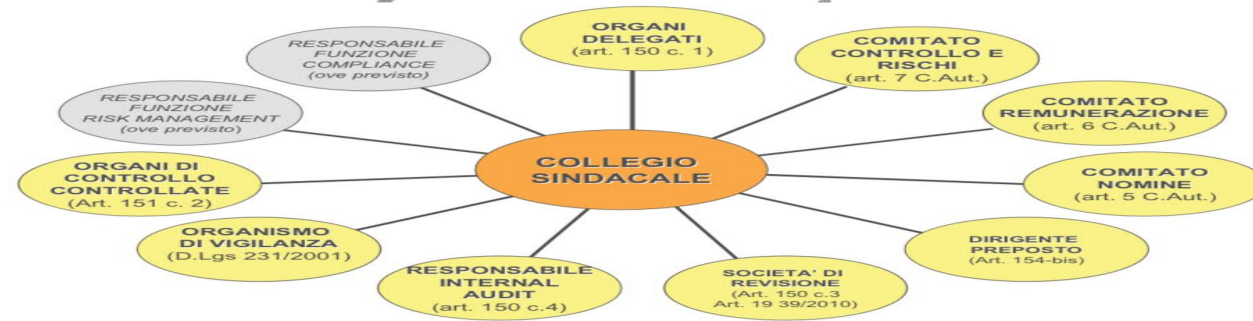 ORGANI
DELEGATI
(art. 150 c. 1)
RESPONSABILE
FUNZIONE
COMPLIANCE
(ove previsto)
COMITATO
CONTROLLO E
RISCHI
(art. 7 C.Aut.)
RESPONSABILE
FUNZIONE
RISK MANAGEMENT
(ove previsto)
COMITATO
REMUNERAZIONE
(art. 6 C.Aut.)
COLLEGIO
SINDACALE
ORGANI DI
CONTROLLO
CONTROLLATE
(Art. 151 c. 2)
COMITATO
NOMINE
(art. 5 C.Aut.)
ORGANISMO
DI VIGILANZA
(D.Lgs 231/2001)
DIRIGENTE
PREPOSTO
(Art. 154-bis)
RESPONSABILE
INTERNAL
AUDIT
(art. 150 c.4)
SOCIETA' DI
REVISIONE
(Art. 150 c.3
Art. 19 39/2010)